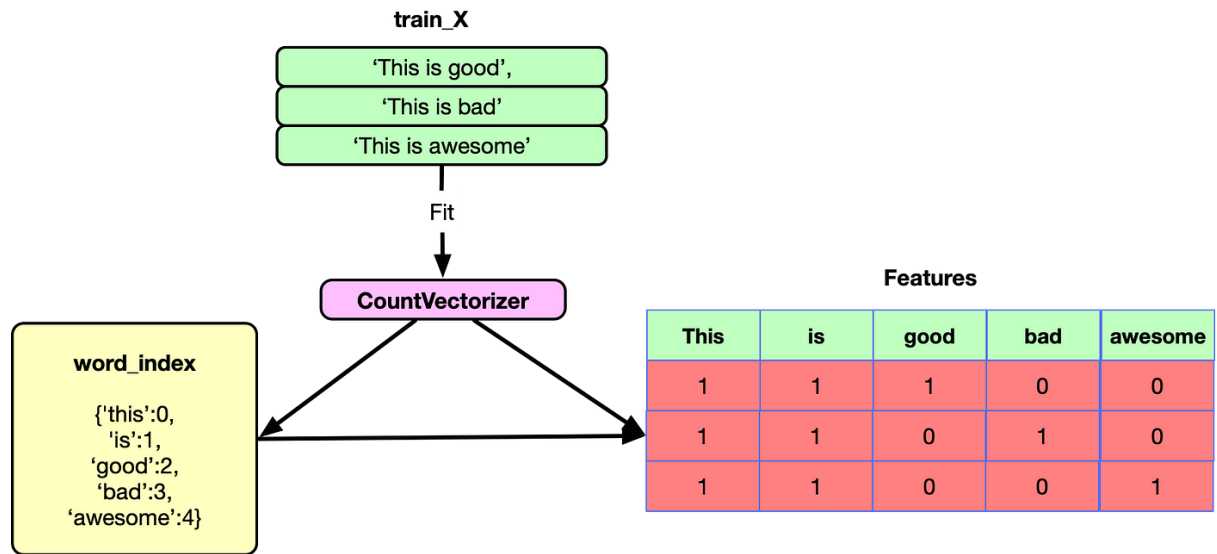 train_X
‘This is good’,
‘This is bad’
‘This is awesome’
Fit
CountVectorizer
word_index
{'this’:0,
'is’:1,
‘good’:2,
‘bad’:3,
‘awesome’:4}
Features
This is good bad awesome
1 1 1 0 0
1 1 0 1 0
1 1 0 0 1